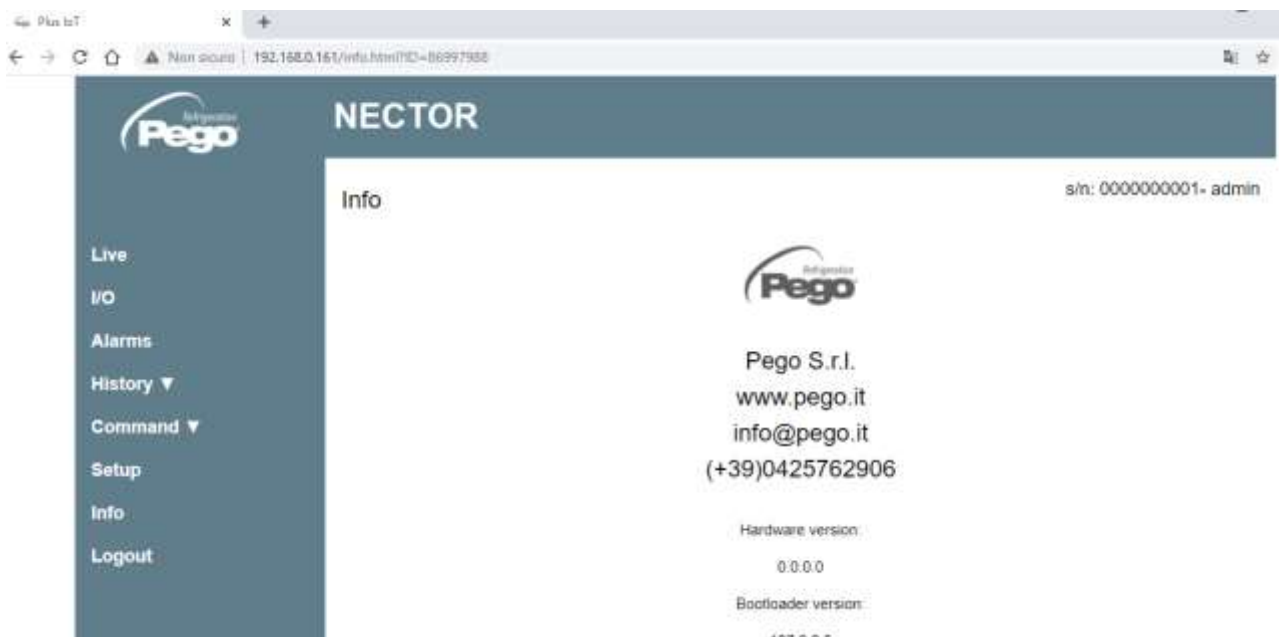 Plus IoT
Non sicuro 192.168.0.161/info.html?ID=86997988
Refrigeration
Pego
NECTOR
Info
s/n: 0000000001- admin
Live
I/O
Alarms
History ▼
Command ▼
Setup
Info
Logout
Refrigeration
Pego
Pego S.r.l.
www.pego.it
info@pego.it
(+39)0425762906
Hardware version:
0.0.0.0
Bootloader version: